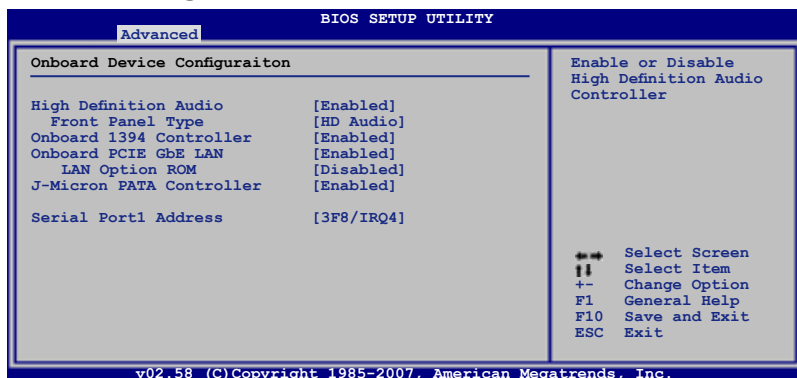 BIOS SETUP UTILITY
Advanced
Onboard Device Configuraiton
High Definition Audio [Enabled]
Front Panel Type [HD Audio]
Onboard 1394 Controller [Enabled]
Onboard PCIE GbE LAN [Enabled]
LAN Option ROM [Disabled]
J-Micron PATA Controller [Enabled]
Serial Port1 Address [3F8/IRQ4]
Enable or Disable
High Definition Audio
Controller
←→ Select Screen
↑↓ Select Item
+- Change Option
F1 General Help
F10 Save and Exit
ESC Exit
v02.58 (C)Copyright 1985-2007, American Megatrends, Inc.